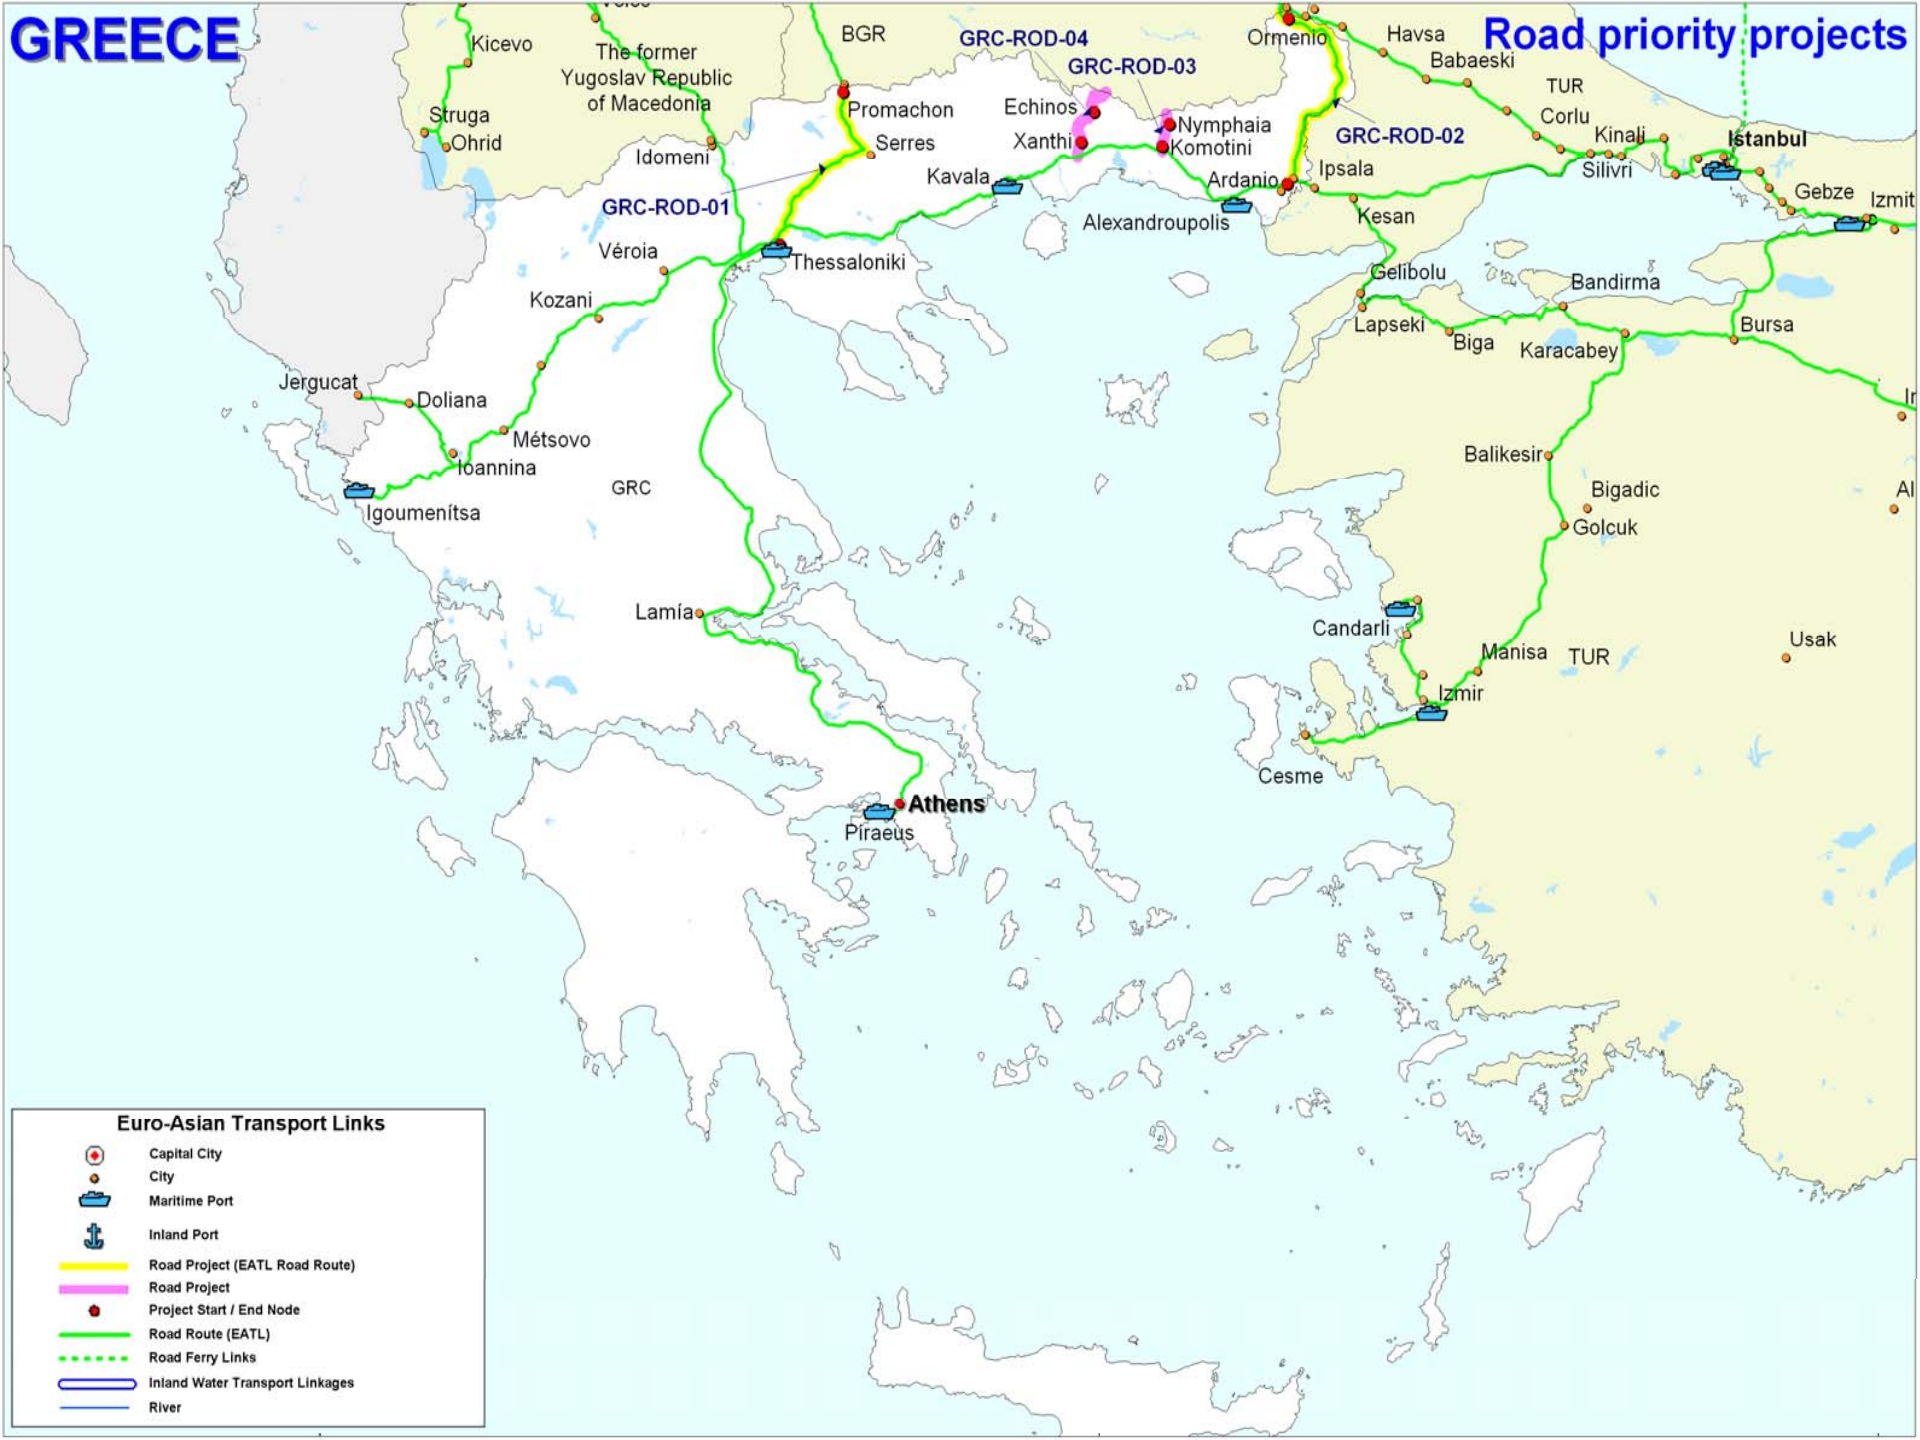 GREECE
Road priority projects
Kicevo
The former
Yugoslav Republic
of Macedonia
BGR
GRC-ROD-04
GRC-ROD-03
Ormenio
Havsa
Babaeski
TUR
Struga
Ohrid
Idomeni
Promachon
Serres
Echinos
Xanthi
Nymphaia
Komotini
GRC-ROD-02
Corlu
Kinali
Istanbul
Silivri
Gebze
Izmit
GRC-ROD-01
Kavala
Ardanio
Ipsala
Alexandroupolis
Kesan
Véroia
Thessaloniki
Kozani
Gelibolu
Bandirma
Lapseki
Biga
Karacabey
Bursa
Jergucat
Doliana
Métsovo
Ioannina
Igoumenítsa
GRC
Balikesir
Bigadic
Golcuk
Al
Ir
Lamía
Candarli
Manisa
TUR
Usak
Izmir
Cesme
Athens
Piraeus
Euro-Asian Transport Links
Capital City
City
Maritime Port
Inland Port
Road Project (EATL Road Route)
Road Project
Project Start / End Node
Road Route (EATL)
Road Ferry Links
Inland Water Transport Linkages
River